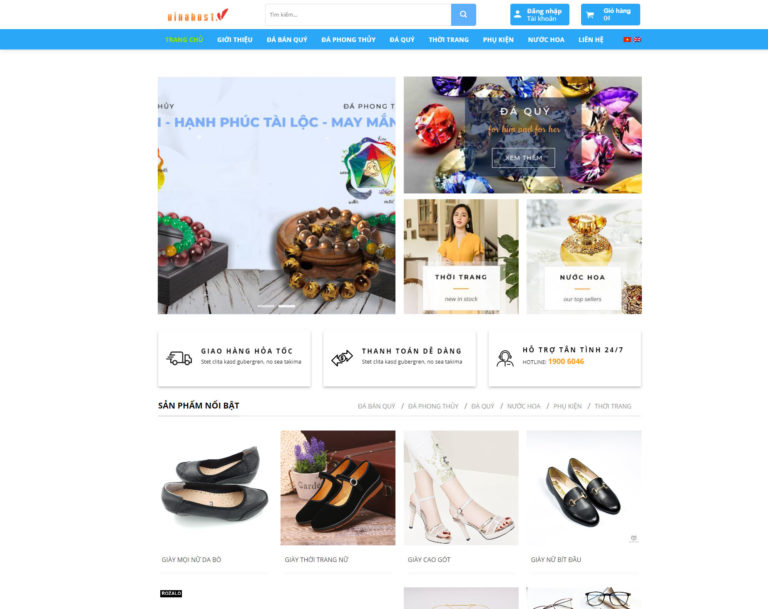 vinahost
Tìm kiếm...
Đăng nhập
Tài khoản
Giỏ hàng
0₫
TRANG CHỦ GIỚI THIỆU ĐÁ BÁN QUÝ ĐÁ PHONG THỦY ĐÁ QUÝ THỜI TRANG PHỤ KIỆN NƯỚC HOA LIÊN HỆ
HỦY
ĐÁ PHONG T
- HẠNH PHÚC TÀI LỘC - MAY MẮN
ĐÁ QUÝ
for him and for her
XEM THÊM
THỜI TRANG
new in stock
NƯỚC HOA
our top sellers
GIAO HÀNG HỎA TỐC
Stet clita kasd gubergren, no sea takima
THANH TOÁN DỄ DÀNG
Stet clita kasd gubergren, no sea takima
HỖ TRỢ TẬN TÌNH 24/7
HOTLINE: 1900 6046
SẢN PHẨM NỔI BẬT
ĐÁ BÁN QUÝ / ĐÁ PHONG THỦY / ĐÁ QUÝ / NƯỚC HOA / PHỤ KIỆN / THỜI TRANG
Garden
GIÀY MỌI NỮ DA BÒ
GIÀY THỜI TRANG NỮ
GIÀY CAO GÓT
GIÀY NỮ BÍT ĐẦU
ROZALO